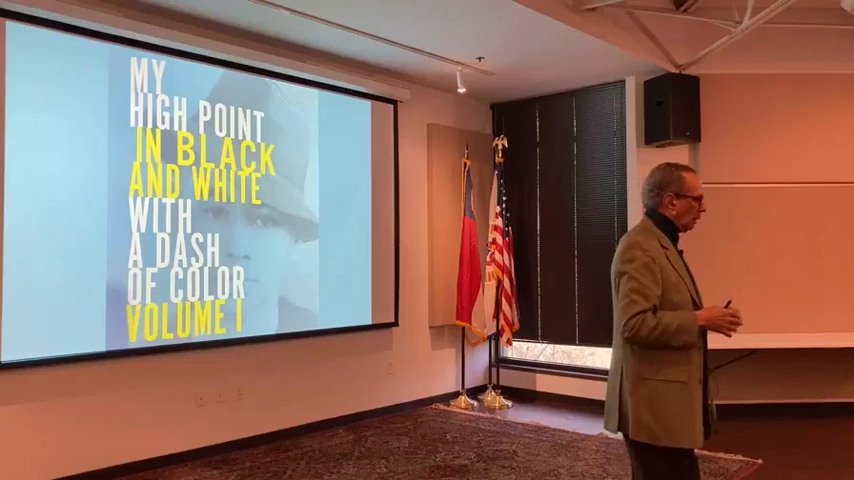 MY
HIGH POINT
IN BLACK
AND WHITE
WITH
A DASH
OF COLOR
VOLUME I